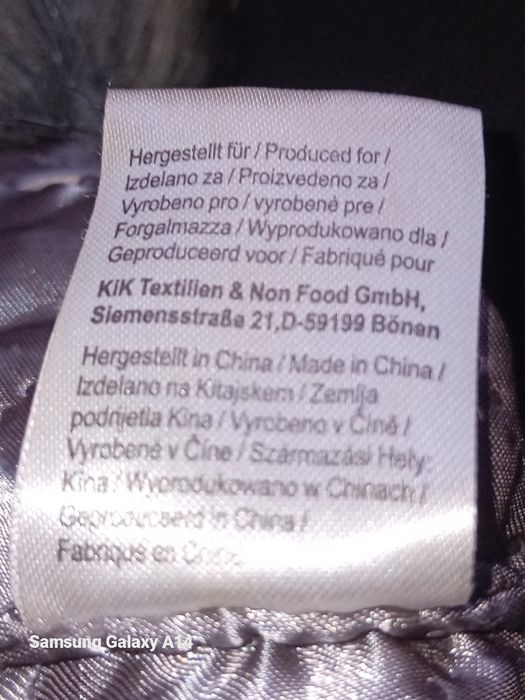 Hergestellt für / Produced for /
Izdelano za / Proizvedeno za /
Vyrobeno pro / vyrobené pre /
Forgalmazza / Wyprodukowano dla /
Geproduceerd voor / Fabriqué pour
KiK Textilien & Non Food GmbH,
Siemensstraße 21,D-59199 Bönen
Hergestellt in China / Made in China /
Izdelano na Kitajskem / Zemlja
podrijetla Kina / Vyrobeno v Číně /
Vyrobené v Číne / Származási Hely:
Kína / Wyprodukowano w Chinach /
Geproduceerd in China /
Fabriqué en
Samsung Galaxy A14